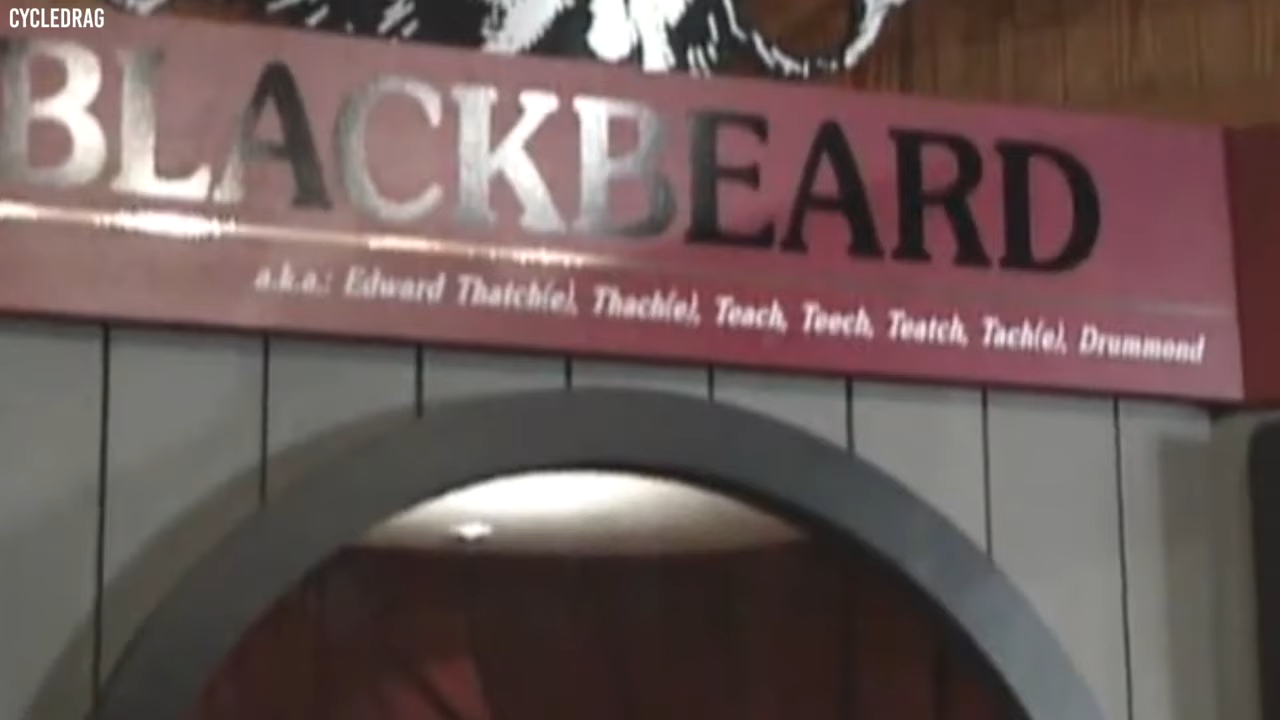 CYCLEDRAG
BLACKBEARD
a.k.a.: Edward Thatch(e), Thach(e), Teach, Teech, Teatch, Tach(e), Drummond